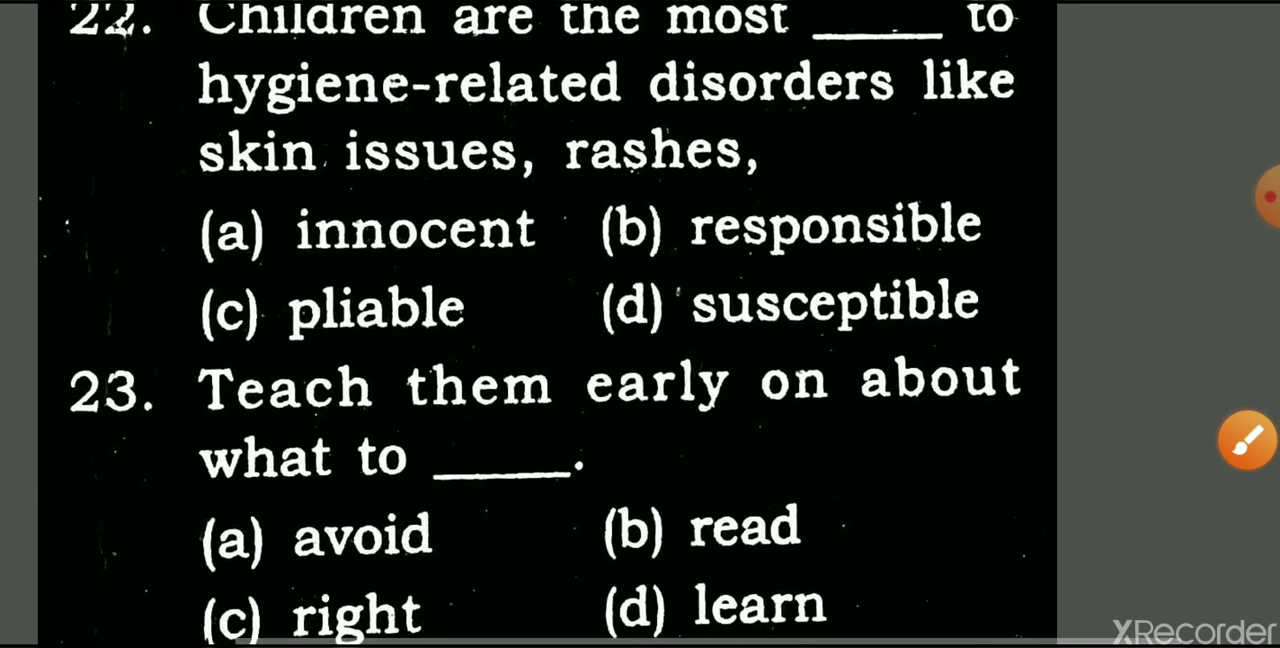 22. Children are the most _____ to
hygiene-related disorders like
skin issues, rashes,
(a) innocent (b) responsible
(c) pliable (d) susceptible
23. Teach them early on about
what to _____.
(a) avoid (b) read
(c) right (d) learn
XRecorder